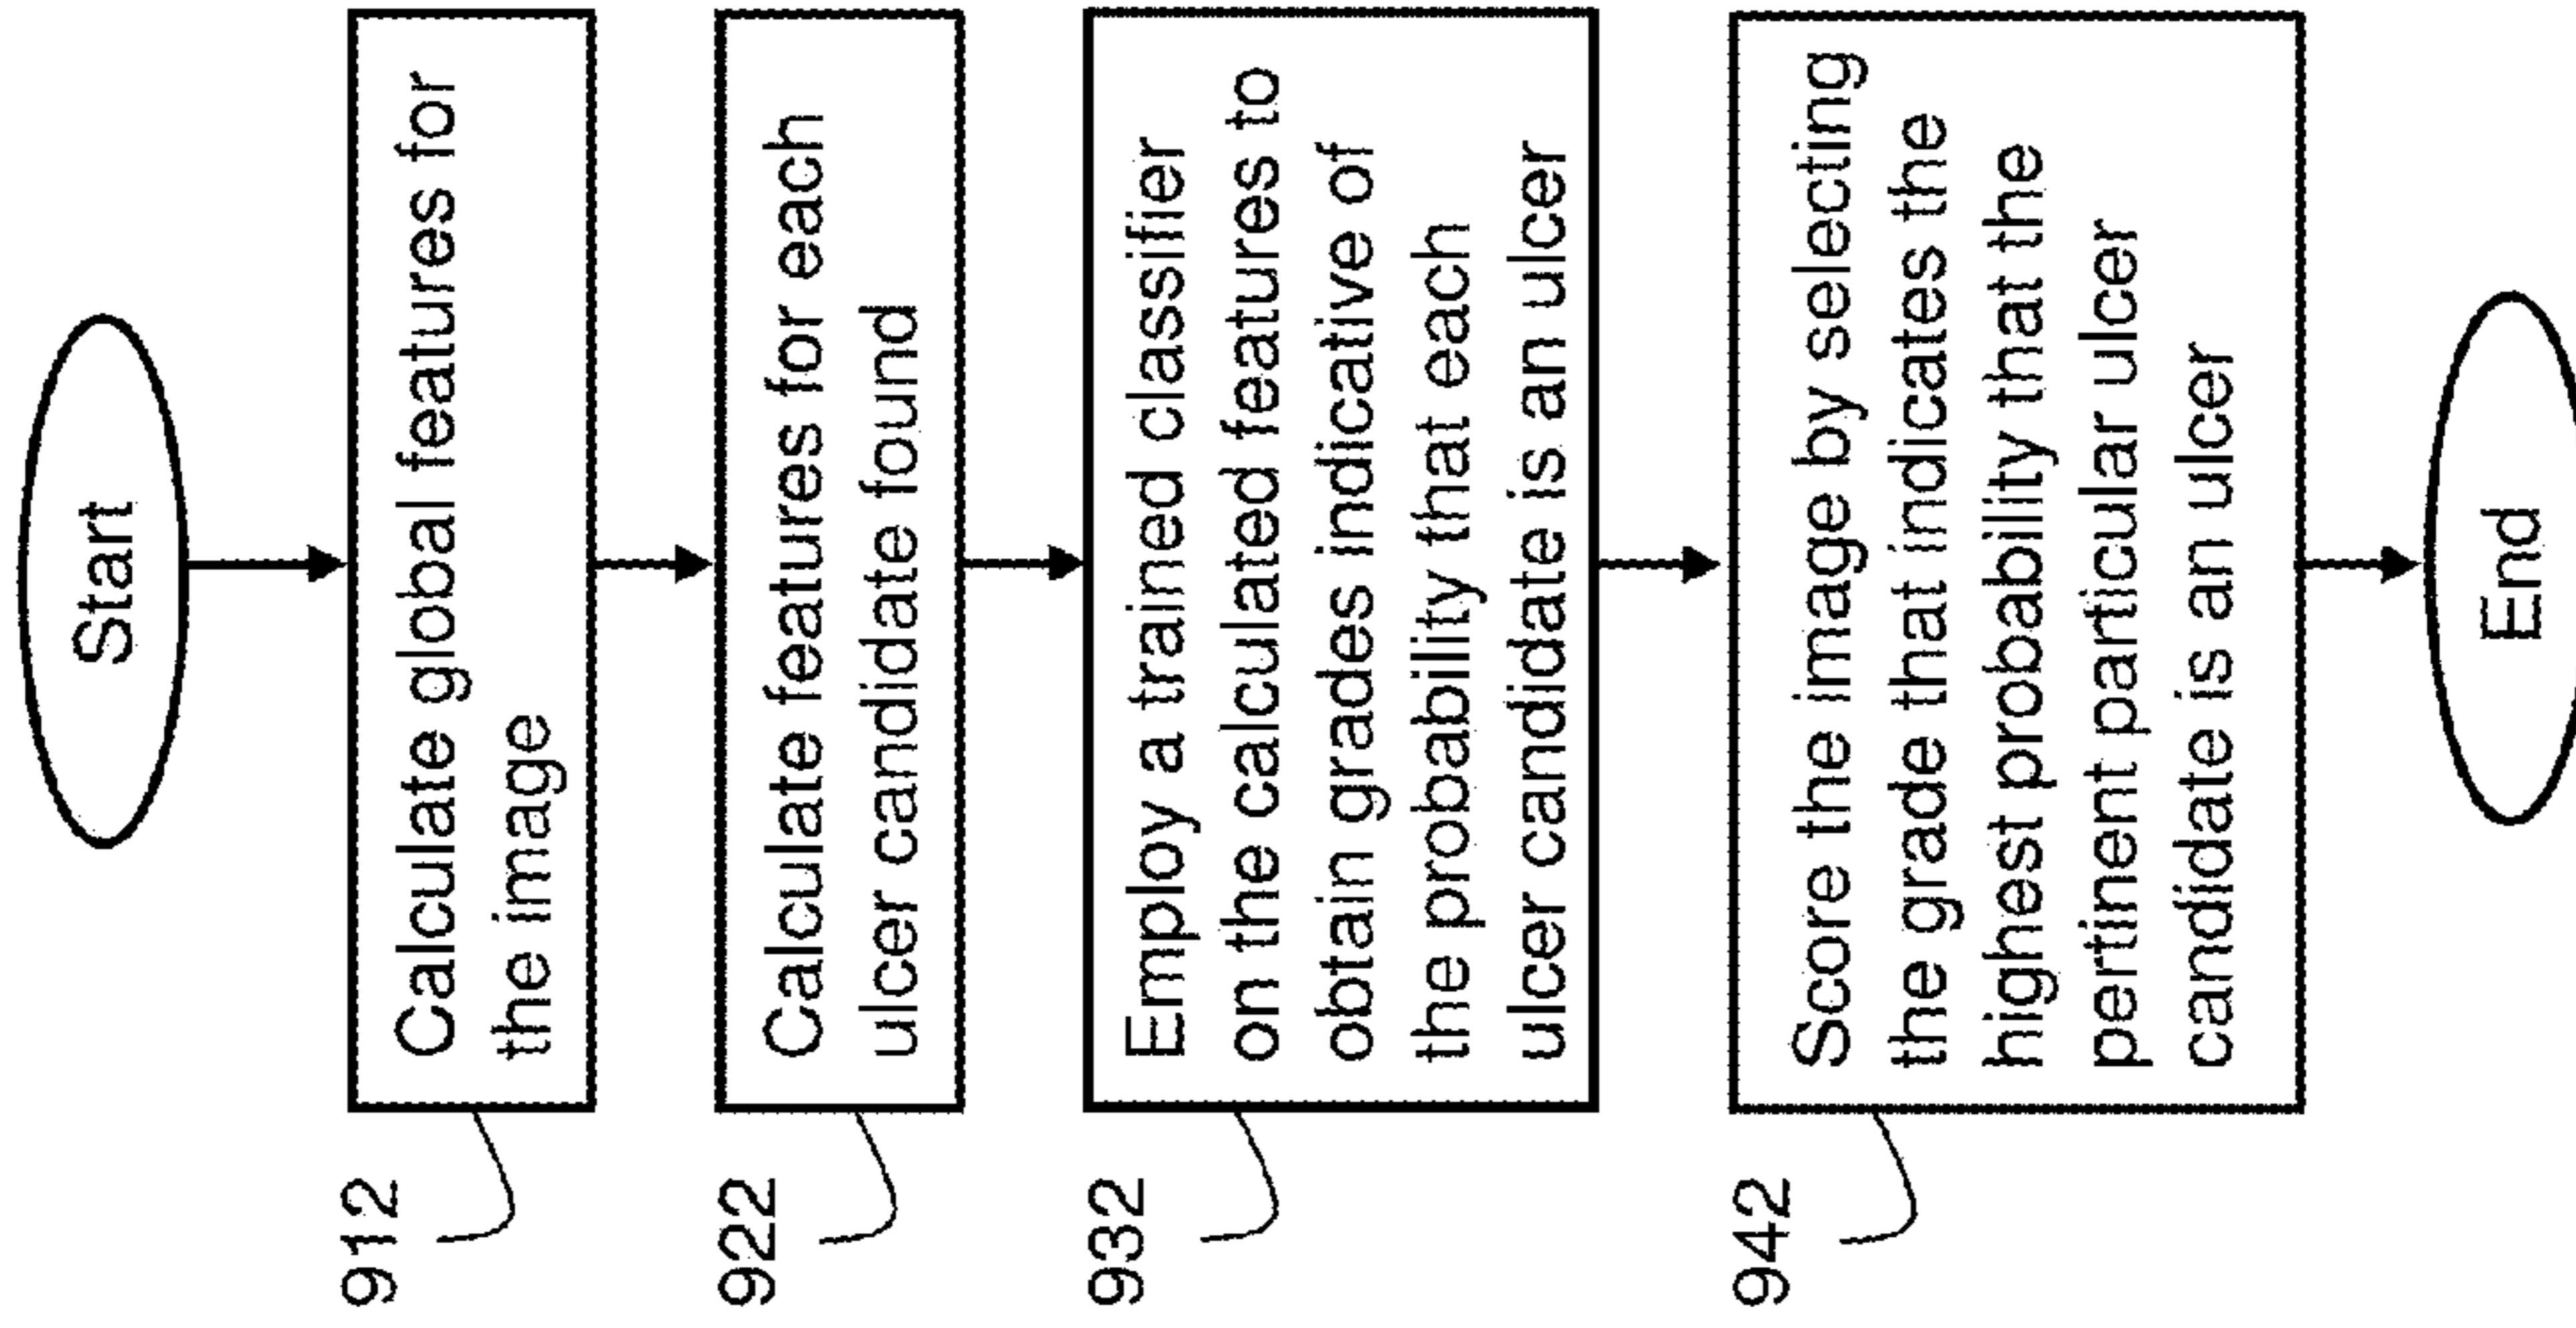 Start
912
Calculate global features for
the image
922
Calculate features for each
ulcer candidate found
932
Employ a trained classifier
on the calculated features to
obtain grades indicative of
the probability that each
ulcer candidate is an ulcer
942
Score the image by selecting
the grade that indicates the
highest probability that the
pertinent particular ulcer
candidate is an ulcer
End